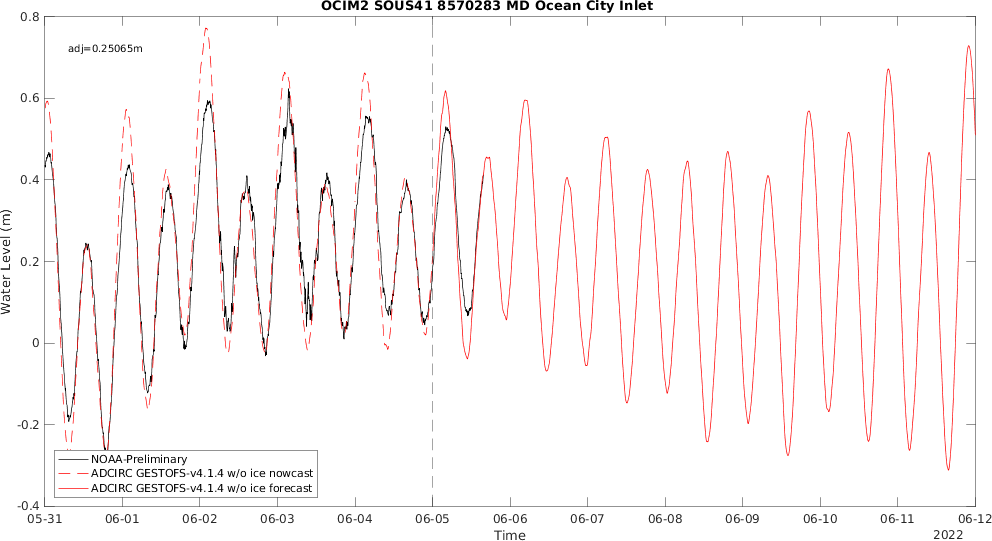 OCIM2 SOUS41 8570283 MD Ocean City Inlet
adj=0.25065m
0.8
0.6
0.4
0.2
0
-0.2
-0.4
Water Level (m)
NOAA-Preliminary
ADCIRC GESTOFS-v4.1.4 w/o ice nowcast
ADCIRC GESTOFS-v4.1.4 w/o ice forecast
05-31 06-01 06-02 06-03 06-04 06-05 06-06 06-07 06-08 06-09 06-10 06-11 06-12
Time
2022